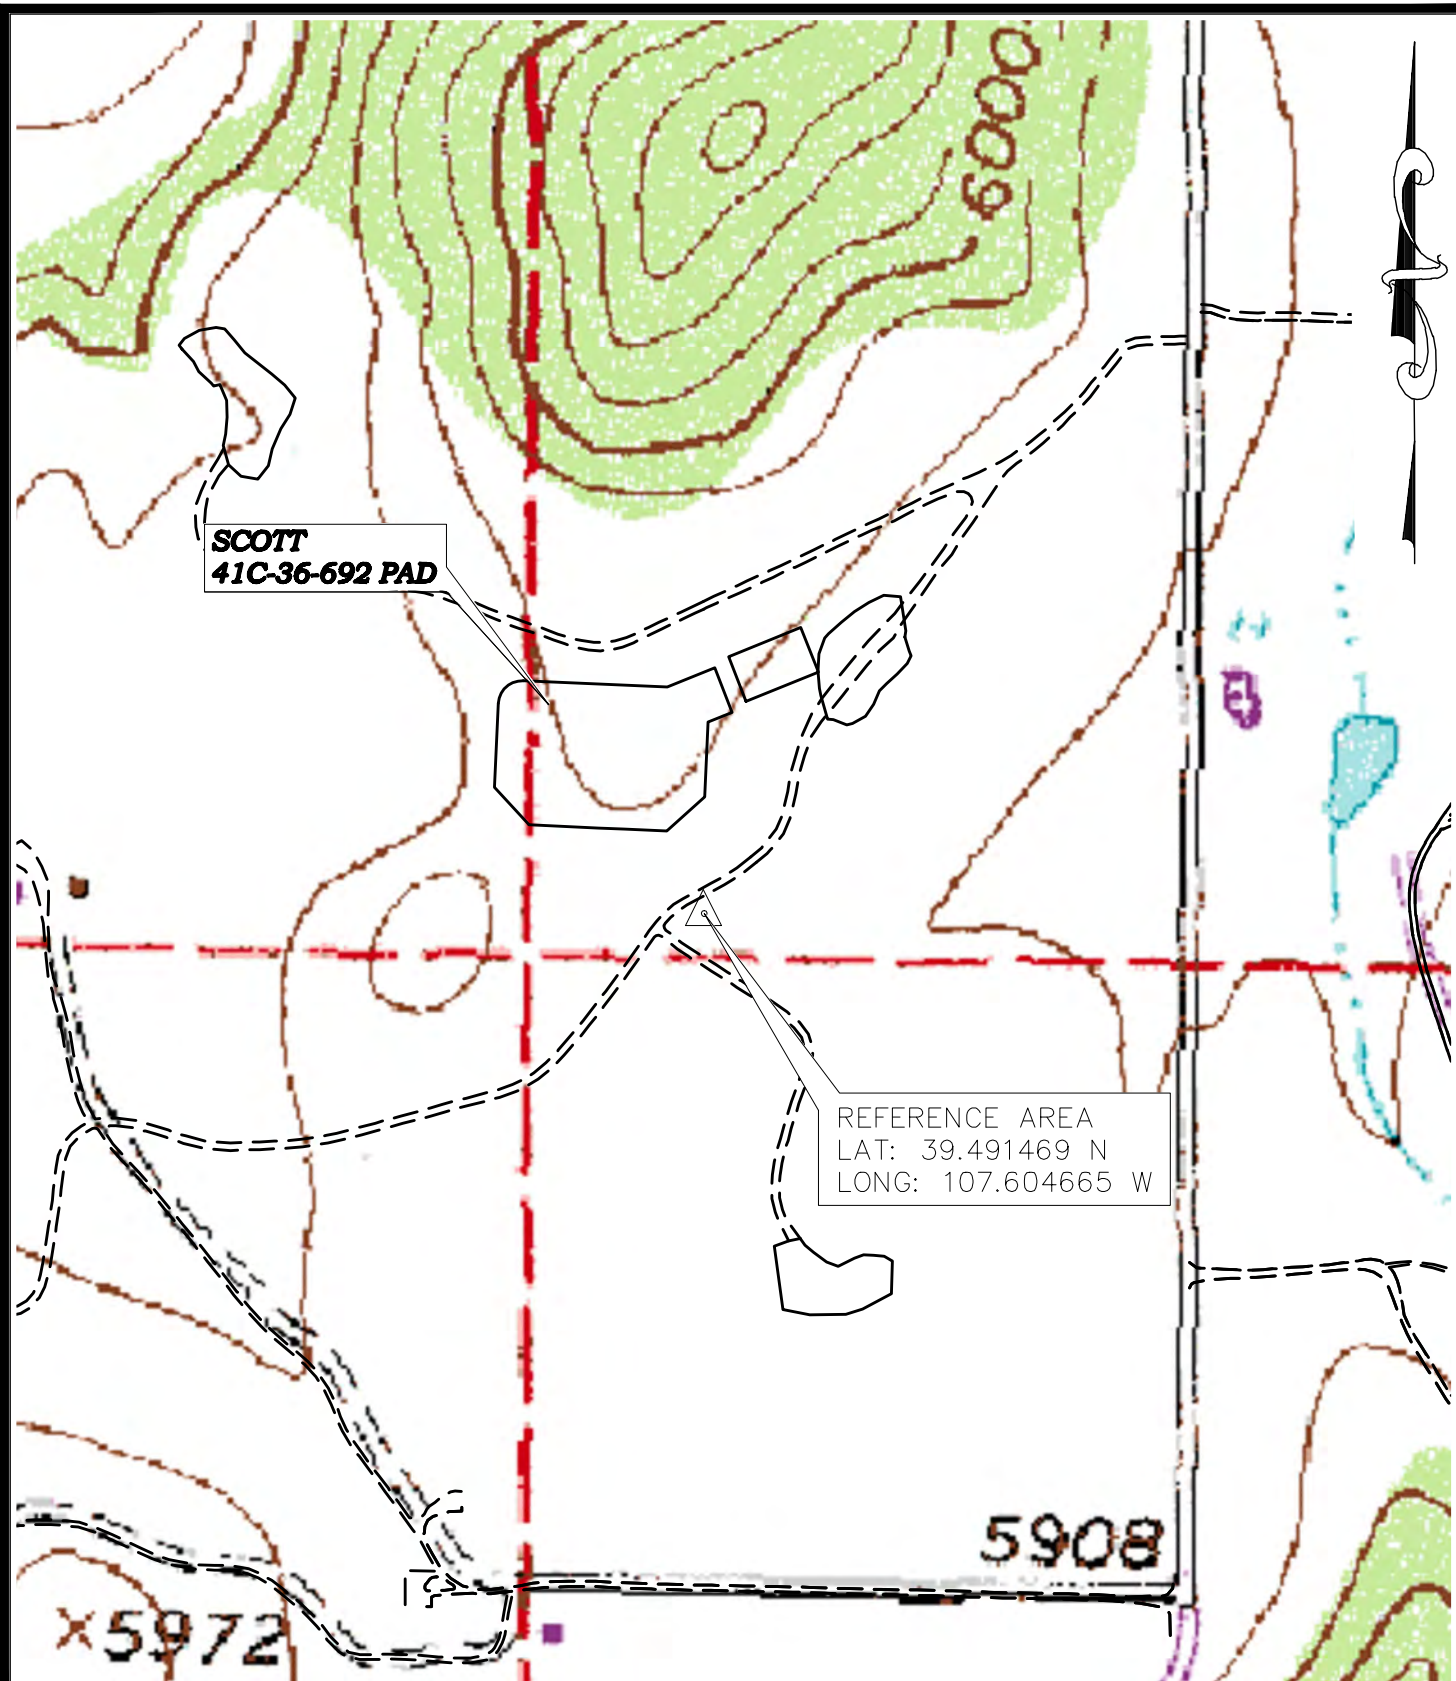 6000
SCOTT
41C-36-692 PAD
REFERENCE AREA
LAT: 39.491469 N
LONG: 107.604665 W
5908
×5972